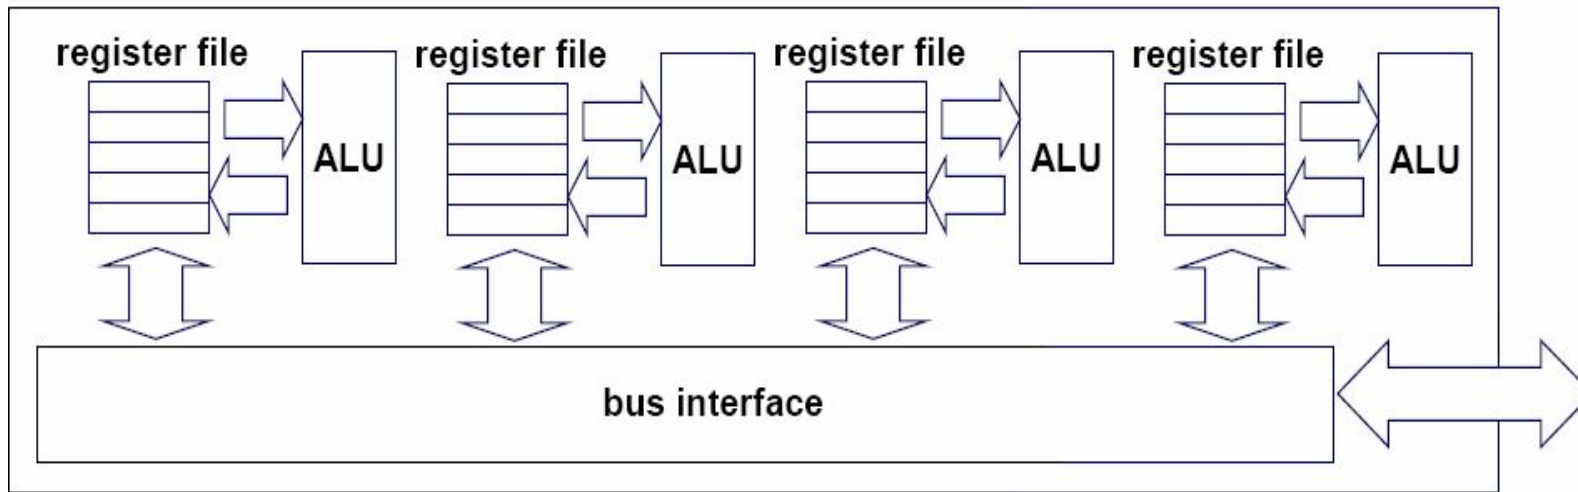 register file
register file
register file
register file
ALU
ALU
ALU
ALU
bus interface